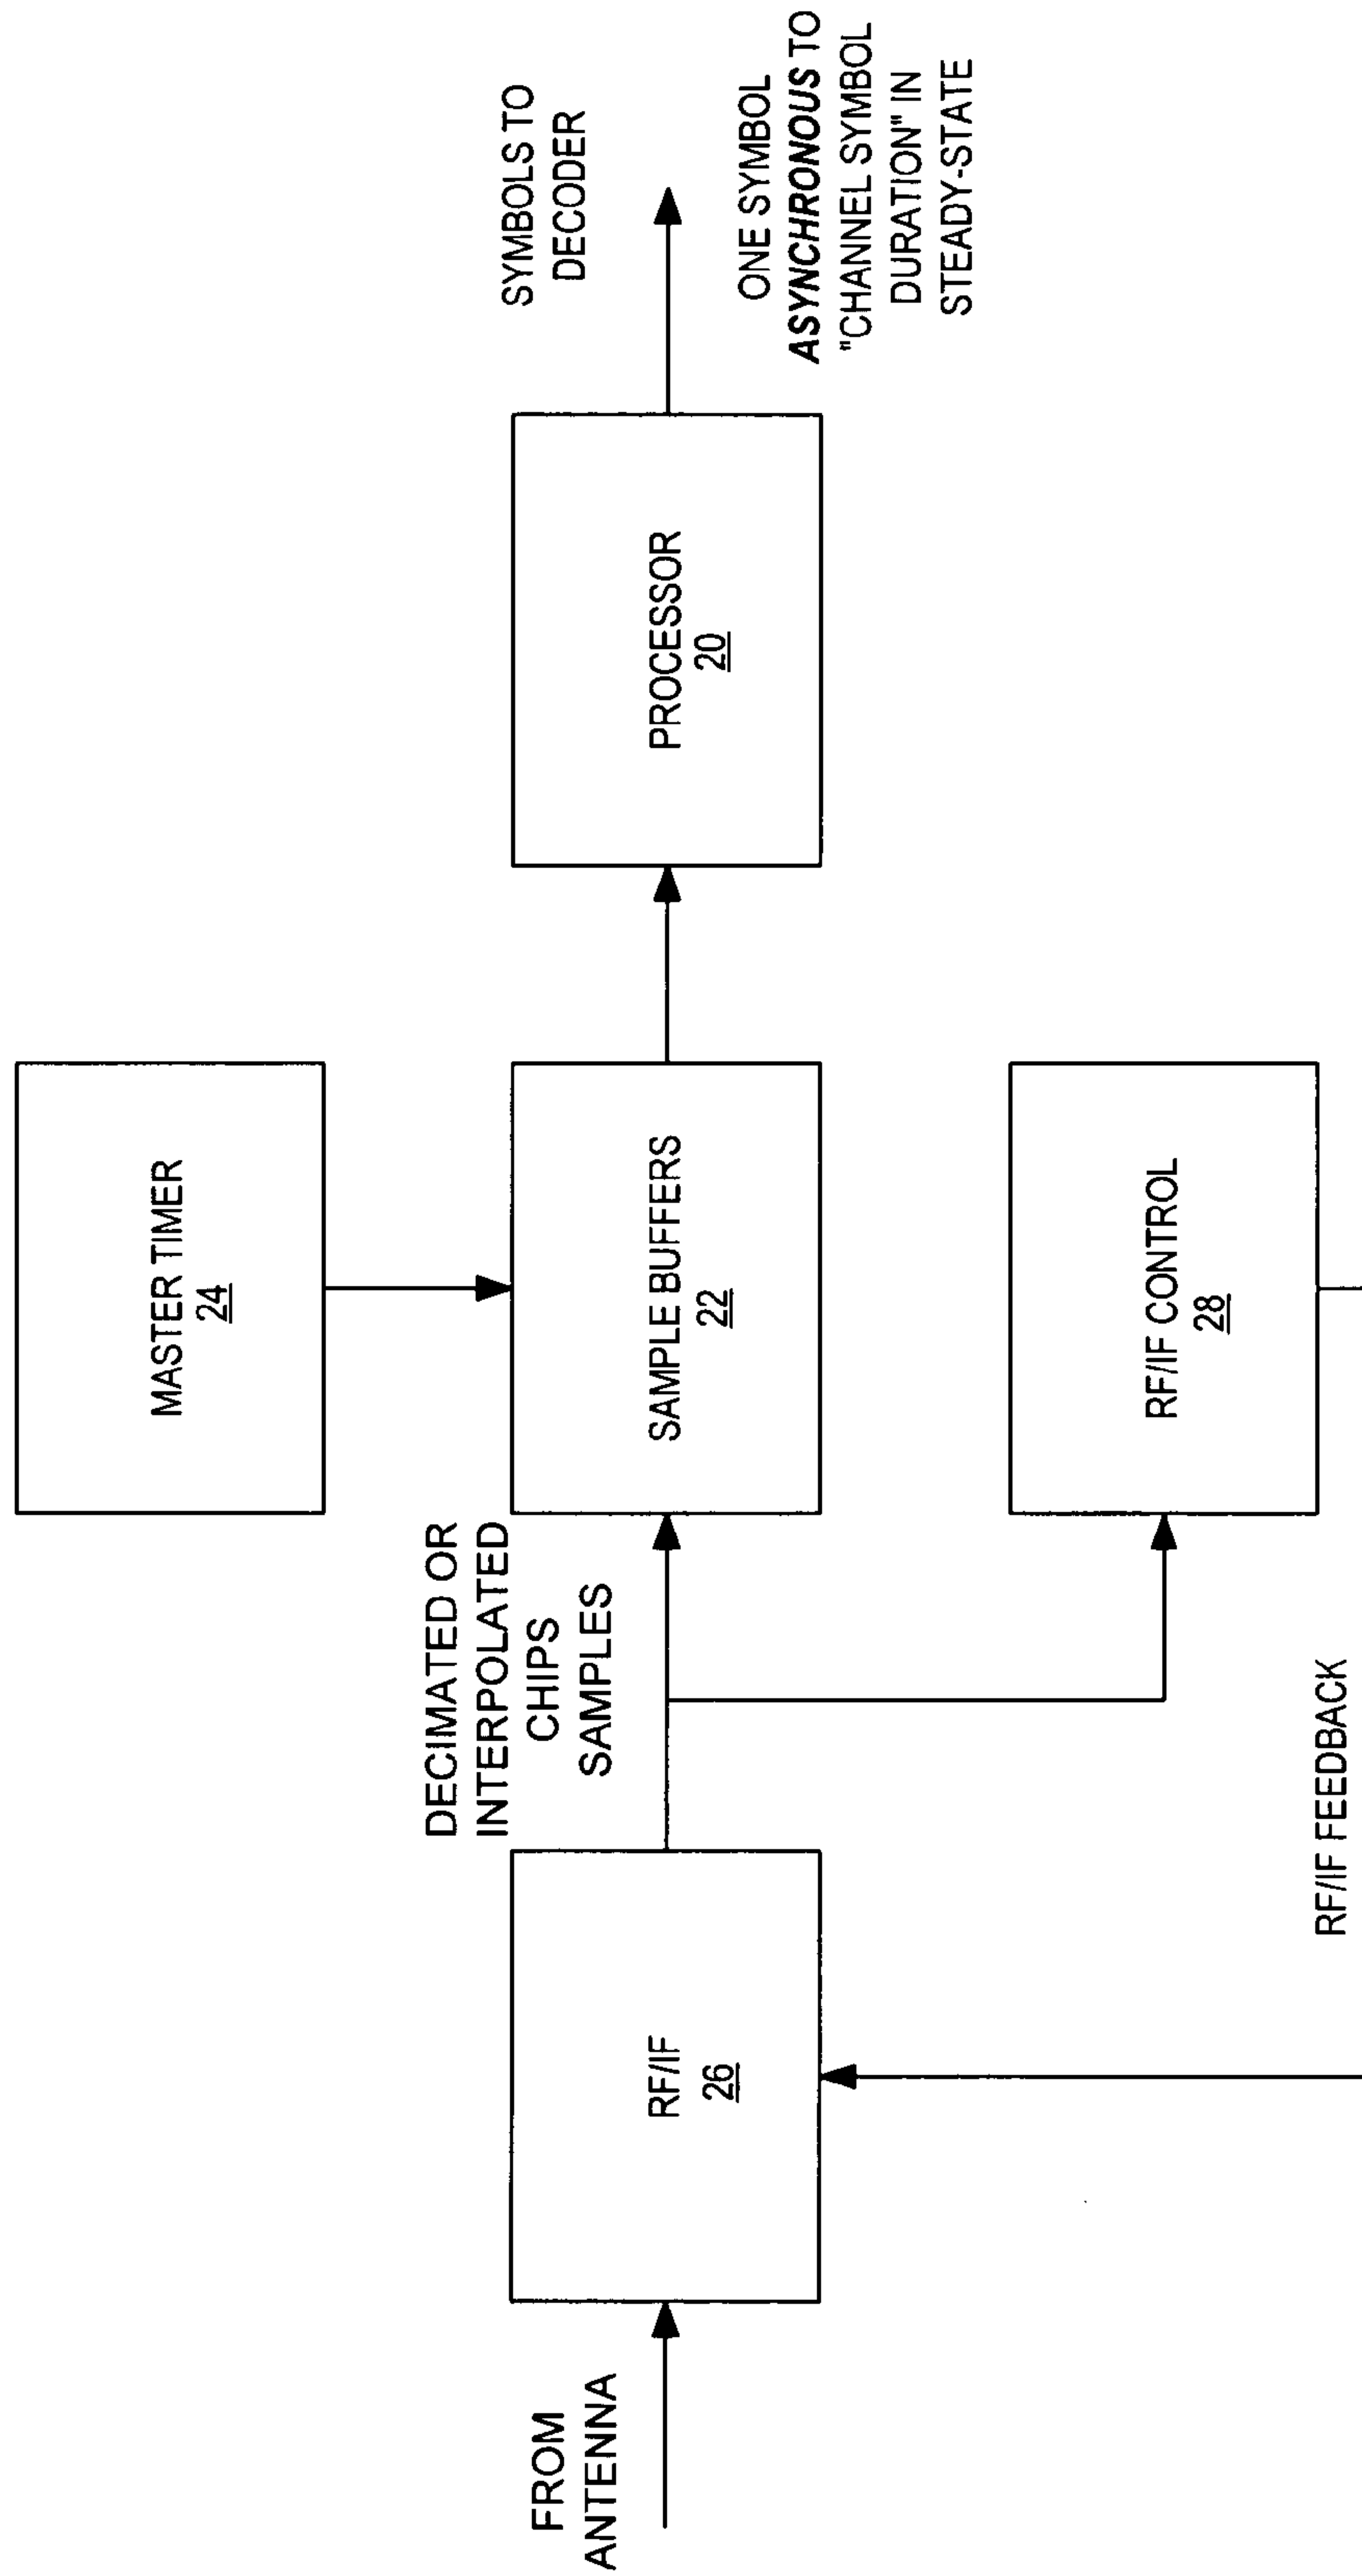 FROM
ANTENNA
RF/IF
26
DECIMATED OR
INTERPOLATED
CHIPS
SAMPLES
MASTER TIMER
24
SAMPLE BUFFERS
22
RF/IF CONTROL
28
RF/IF FEEDBACK
PROCESSOR
20
SYMBOLS TO
DECODER
ONE SYMBOL
ASYNCHRONOUS TO
"CHANNEL SYMBOL
DURATION" IN
STEADY-STATE